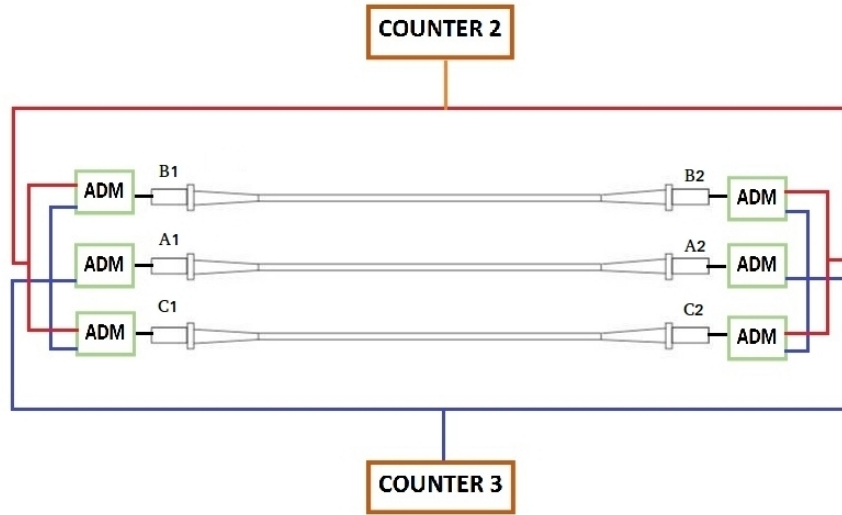 COUNTER 2
B1
B2
ADM
ADM
A1
A2
ADM
ADM
C1
C2
ADM
ADM
COUNTER 3